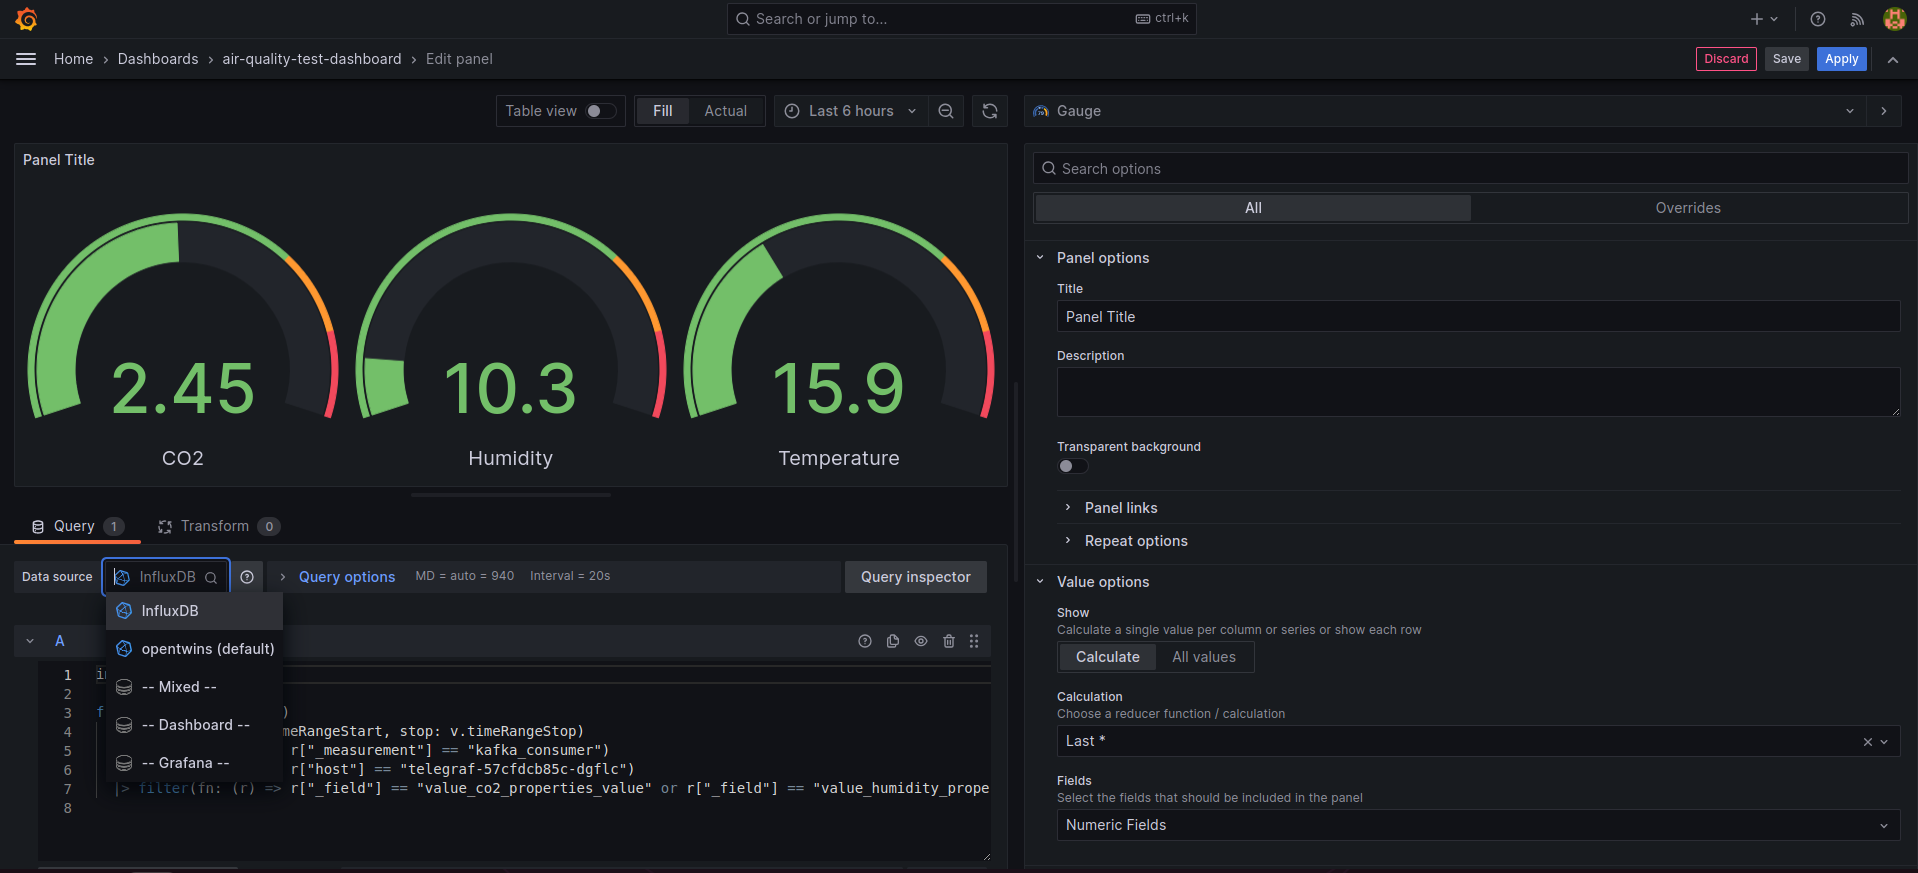 Search or jump to...
ctrl+k
Home
Dashboards
air-quality-test-dashboard
Edit panel
Discard
Save
Apply
Table view
Fill
Actual
Last 6 hours
Gauge
Panel Title
2.45
10.3
15.9
CO2
Humidity
Temperature
Query 1
Transform 0
Data source
InfluxDB
Query options
MD = auto = 940
Interval = 20s
Query inspector
InfluxDB
opentwins (default)
-- Mixed --
-- Dashboard --
-- Grafana --
A
1
2
3 f )
4 meRangeStart, stop: v.timeRangeStop)
5 r["_measurement"] == "kafka_consumer")
6 r["host"] == "telegraf-57cfdcb85c-dgflc")
7 |> filter(fn: (r) => r["_field"] == "value_co2_properties_value" or r["_field"] == "value_humidity_prope
8
Search options
All
Overrides
Panel options
Title
Panel Title
Description
Transparent background
Panel links
Repeat options
Value options
Show
Calculate a single value per column or series or show each row
Calculate
All values
Calculation
Choose a reducer function / calculation
Last *
Fields
Select the fields that should be included in the panel
Numeric Fields